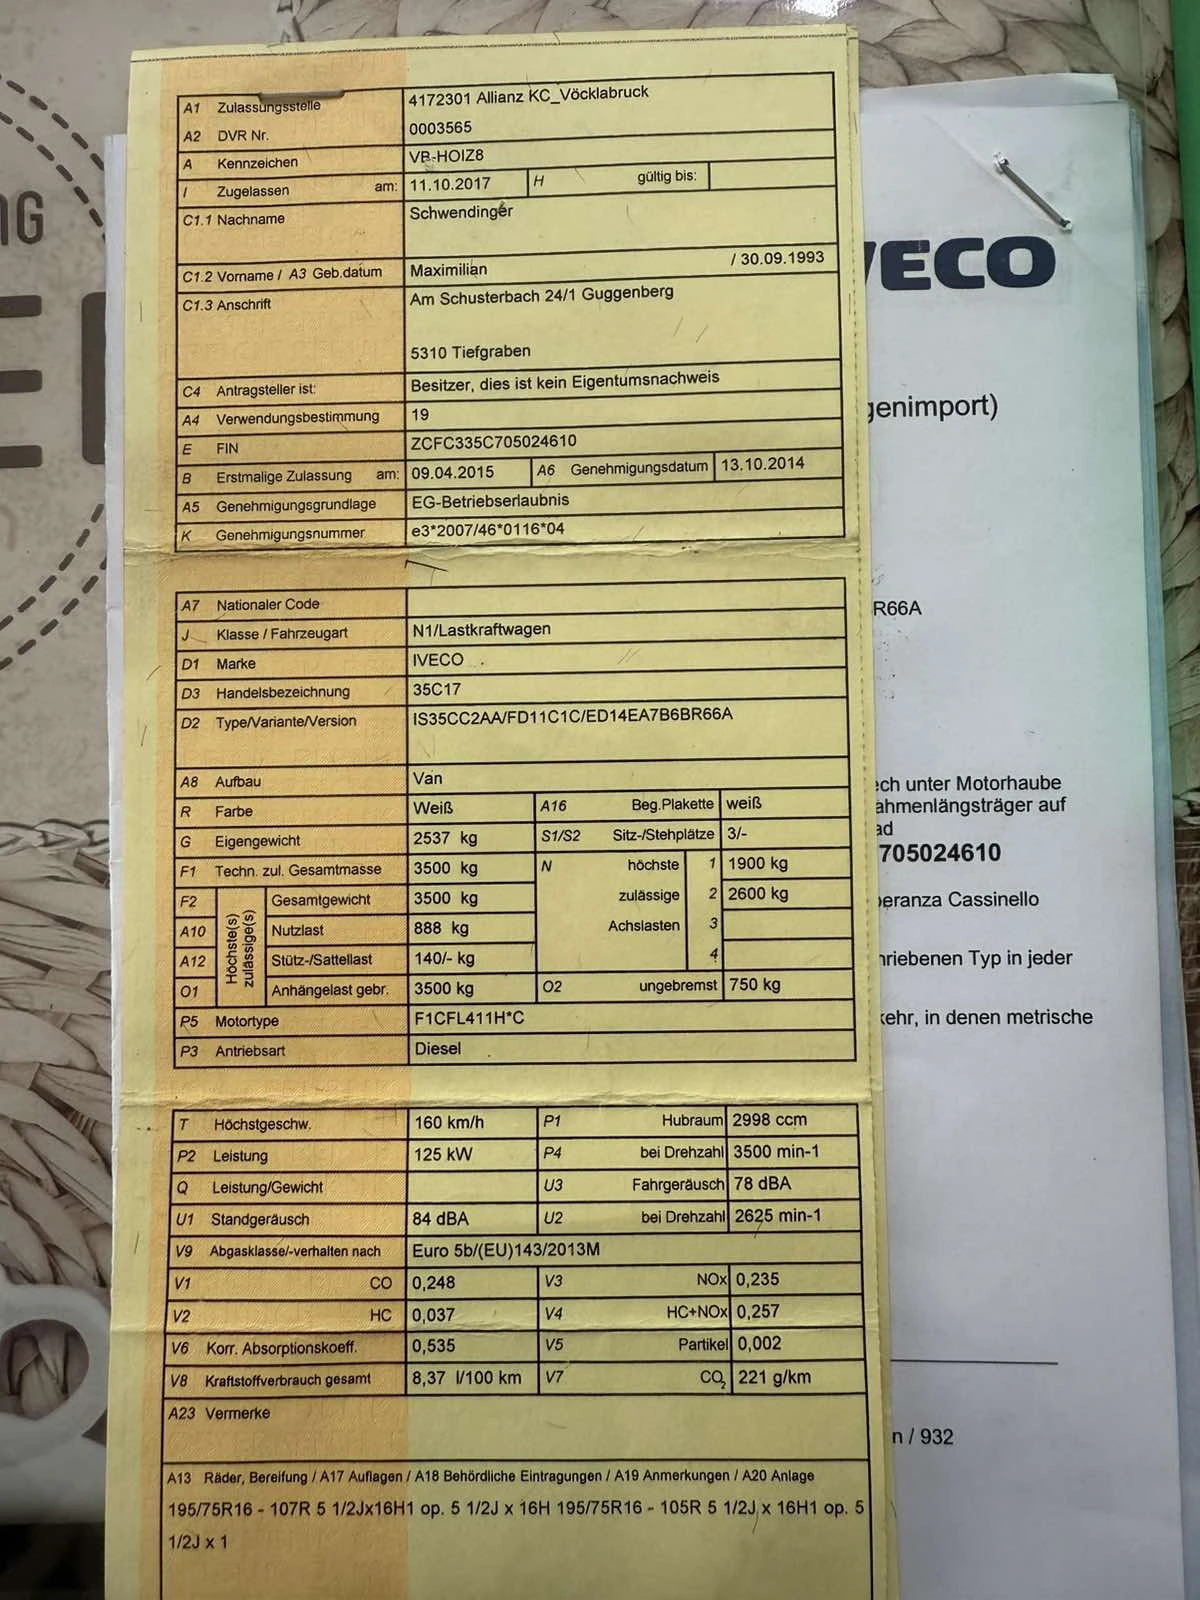 A1 Zulassungsstelle 4172301 Allianz KC_Vöcklabruck
A2 DVR Nr. 0003565
A Kennzeichen VB-HOIZ8
I Zugelassen am: 11.10.2017 H gültig bis:
C1.1 Nachname Schwendinger
C1.2 Vorname / A3 Geb.datum Maximilian / 30.09.1993
C1.3 Anschrift Am Schusterbach 24/1 Guggenberg
5310 Tiefgraben
C4 Antragsteller ist: Besitzer, dies ist kein Eigentumsnachweis
A4 Verwendungsbestimmung 19
E FIN ZCFC335C705024610
B Erstmalige Zulassung am: 09.04.2015 A6 Genehmigungsdatum 13.10.2014
A5 Genehmigungsgrundlage EG-Betriebserlaubnis
K Genehmigungsnummer e3*2007/46*0116*04
A7 Nationaler Code
J Klasse / Fahrzeugart N1/Lastkraftwagen
D1 Marke IVECO
D3 Handelsbezeichnung 35C17
D2 Type/Variante/Version IS35CC2AA/FD11C1C/ED14EA7B6BR66A
A8 Aufbau Van
R Farbe Weiß A16 Beg.Plakette weiß
G Eigengewicht 2537 kg S1/S2 Sitz-/Stehplätze 3/-
F1 Techn. zul. Gesamtmasse 3500 kg N höchste 1 1900 kg
F2 Höchste(s) zulässige(s) Gesamtgewicht 3500 kg zulässige 2 2600 kg
A10 Nutzlast 888 kg Achslasten 3
A12 Stütz-/Sattellast 140/- kg 4
O1 Anhängelast gebr. 3500 kg O2 ungebremst 750 kg
P5 Motortype F1CFL411H*C
P3 Antriebsart Diesel
T Höchstgeschw. 160 km/h P1 Hubraum 2998 ccm
P2 Leistung 125 kW P4 bei Drehzahl 3500 min-1
Q Leistung/Gewicht U3 Fahrgeräusch 78 dBA
U1 Standgeräusch 84 dBA U2 bei Drehzahl 2625 min-1
V9 Abgasklasse/-verhalten nach Euro 5b/(EU)143/2013M
V1 CO 0,248 V3 NOx 0,235
V2 HC 0,037 V4 HC+NOx 0,257
V6 Korr. Absorptionskoeff. 0,535 V5 Partikel 0,002
V8 Kraftstoffverbrauch gesamt 8,37 l/100 km V7 CO2 221 g/km
A23 Vermerke
A13 Räder, Bereifung / A17 Auflagen / A18 Behördliche Eintragungen / A19 Anmerkungen / A20 Anlage
195/75R16 - 107R 5 1/2Jx16H1 op. 5 1/2J x 16H 195/75R16 - 105R 5 1/2J x 16H1 op. 5
1/2J x 1
VECO
genimport)
R66A
ech unter Motorhaube
ahmenlängsträger auf
ad
705024610
peranza Cassinello
hriebenen Typ in jeder
kehr, in denen metrische
n / 932
NG